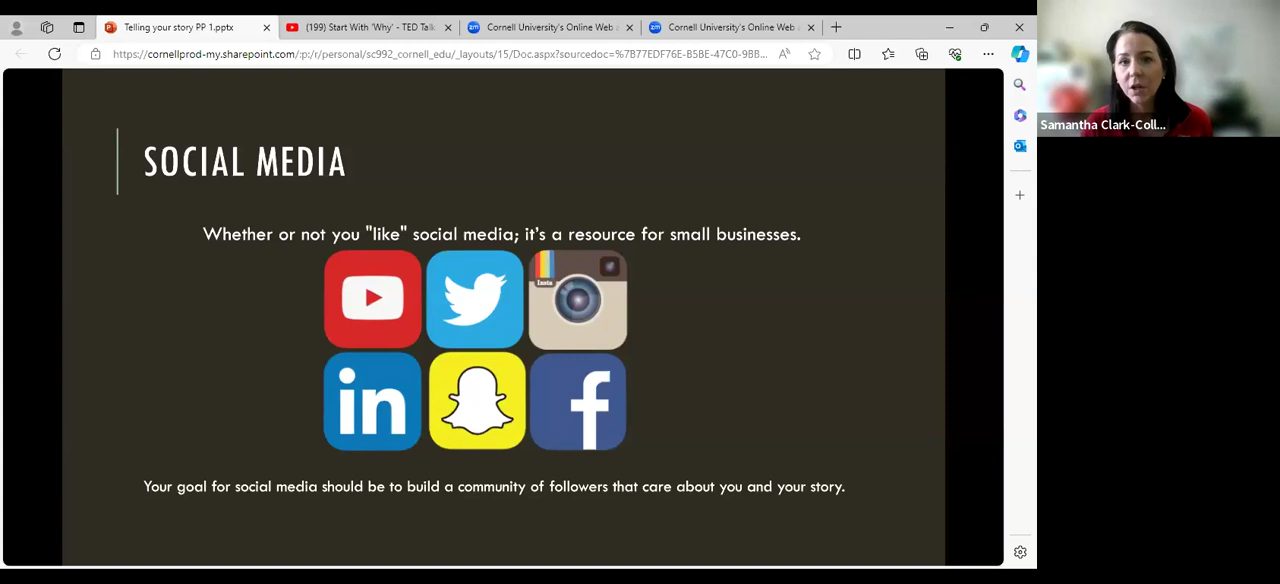 Telling your story PP 1.pptx
(199) Start With 'Why' - TED Talk
Cornell University's Online Web
Cornell University's Online Web
https://cornellprod-my.sharepoint.com/:p:/r/personal/sc992_cornell_edu/_layouts/15/Doc.aspx?sourcedoc=%7B77EDF76E-B5BE-47C0-9BB...
Samantha Clark-Coll...
SOCIAL MEDIA
Whether or not you "like" social media; it's a resource for small businesses.
Insta
in
f
Your goal for social media should be to build a community of followers that care about you and your story.